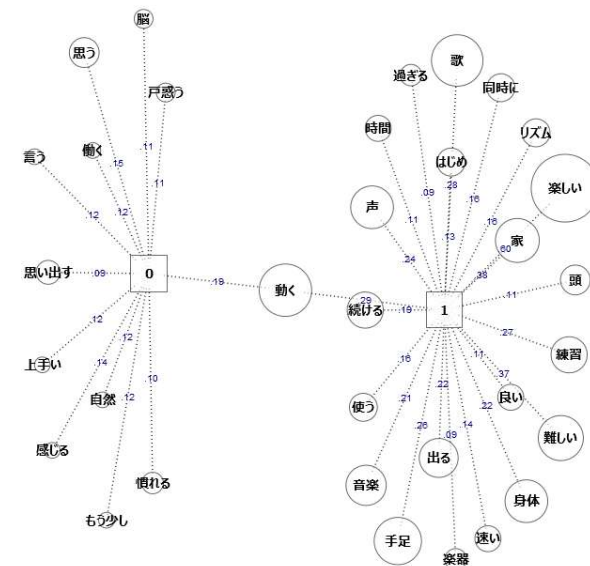 脳
思う
戸惑う
働く
言う
.15
.11
.11
.12
.12
思い出す
.09
0
.19
動く
.29
上手い
.12
.14
.12
.12
.10
自然
感じる
慣れる
もう少し
過ぎる
歌
同時に
時間
はじめ
リズム
楽しい
声
家
.09
.28
.16
.16
.11
.13
.24
.60
.38
頭
.11
続ける
.19
1
練習
.27
.16
.21
.26
.22
.09
.14
.22
.11
.37
使う
良い
難しい
出る
音楽
身体
手足
速い
楽器